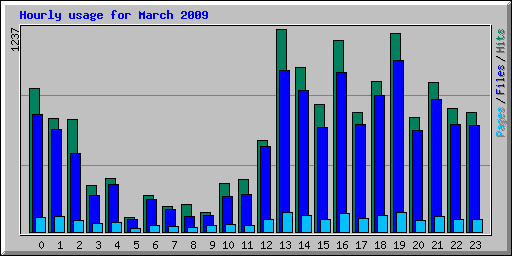 Hourly usage for March 2009
1237
Pages/Files/Hits
0 1 2 3 4 5 6 7 8 9 10 11 12 13 14 15 16 17 18 19 20 21 22 23